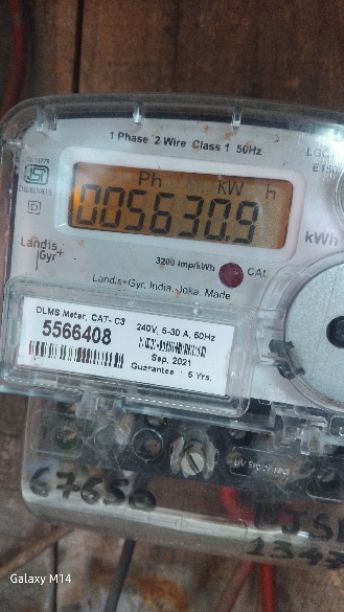 1 Phase 2 Wire Class 1 50Hz
Ph kW h
005630.9
kWh
Landis+
Gyr
3200 imp/kWh
CAL
Landis+Gyr, India, Joka, Made
DLMS Meter, CAT- C3
5566408
240V, 5-30 A, 50Hz
Sep, 2021
Guarantee : 5 Yrs.
67656
Galaxy M14